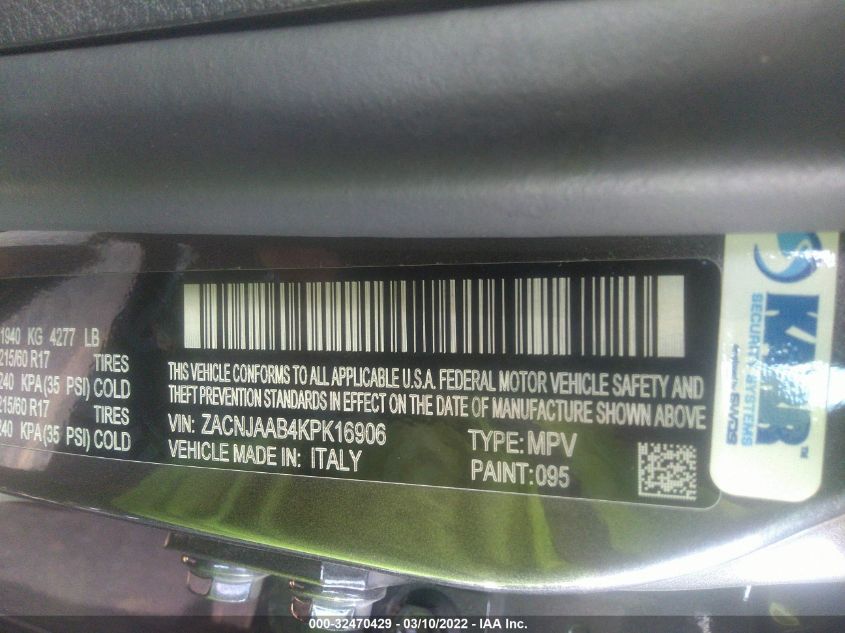 1940 KG 4277 LB
215/60 R17 TIRES
240 KPA(35 PSI) COLD
215/60 R17 TIRES
240 KPA(35 PSI) COLD
THIS VEHICLE CONFORMS TO ALL APPLICABLE U.S.A. FEDERAL MOTOR VEHICLE SAFETY AND
THEFT PREVENTION STANDARDS IN EFFECT ON THE DATE OF MANUFACTURE SHOWN ABOVE
VIN: ZACNJAAB4KPK16906 TYPE: MPV
VEHICLE MADE IN: ITALY PAINT: 095
KAR
SECURITY SYSTEMS
TM
000-32470429 - 03/10/2022 - IAA Inc.